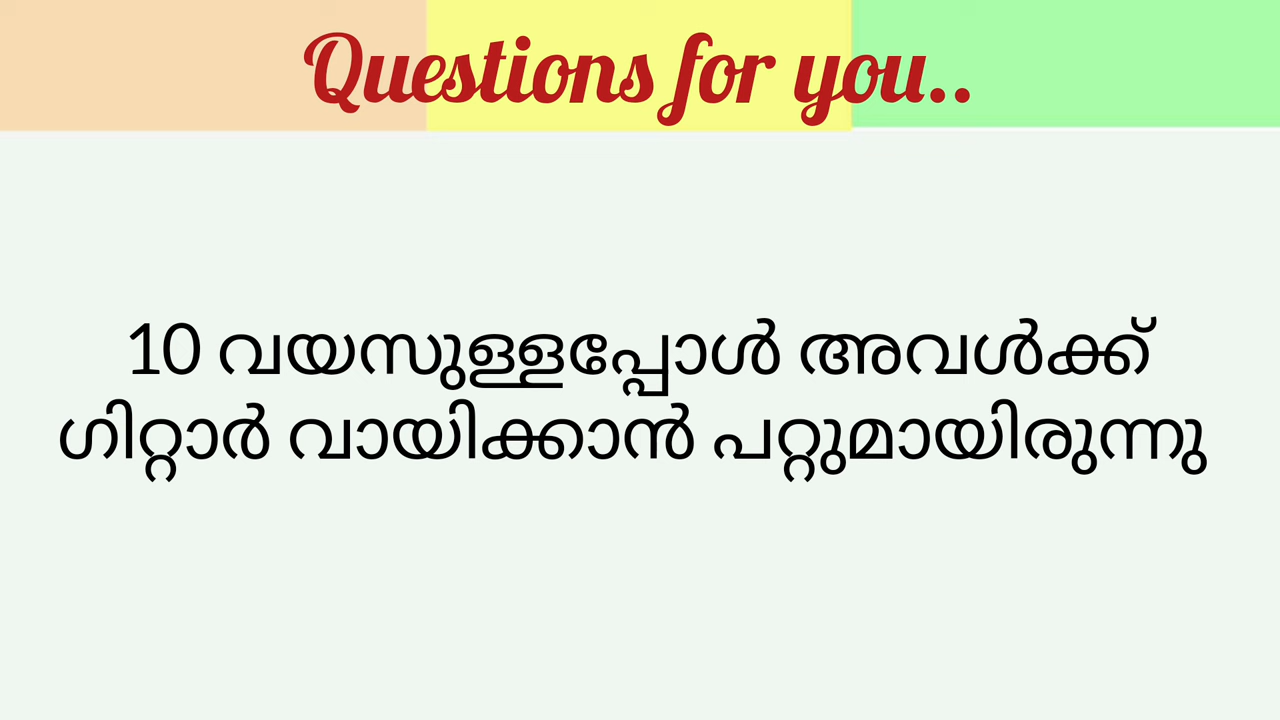 Questions for you..
10 വയസുള്ളപ്പോൾ അവൾക്ക്
ഗിറ്റാർ വായിക്കാൻ പറ്റുമായിരുന്നു